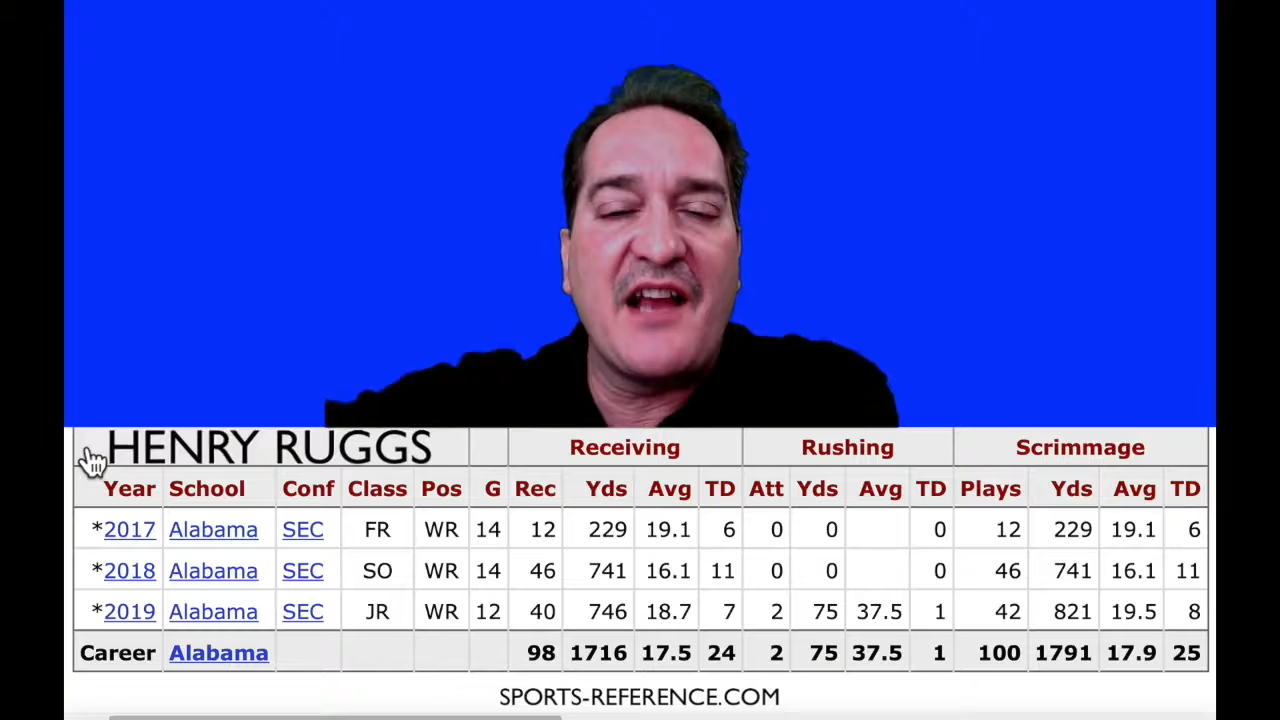 HENRY RUGGS Receiving Rushing Scrimmage
Year School Conf Class Pos G Rec Yds Avg TD Att Yds Avg TD Plays Yds Avg TD
*2017 Alabama SEC FR WR 14 12 229 19.1 6 0 0 0 12 229 19.1 6
*2018 Alabama SEC SO WR 14 46 741 16.1 11 0 0 0 46 741 16.1 11
*2019 Alabama SEC JR WR 12 40 746 18.7 7 2 75 37.5 1 42 821 19.5 8
Career Alabama 98 1716 17.5 24 2 75 37.5 1 100 1791 17.9 25
SPORTS-REFERENCE.COM